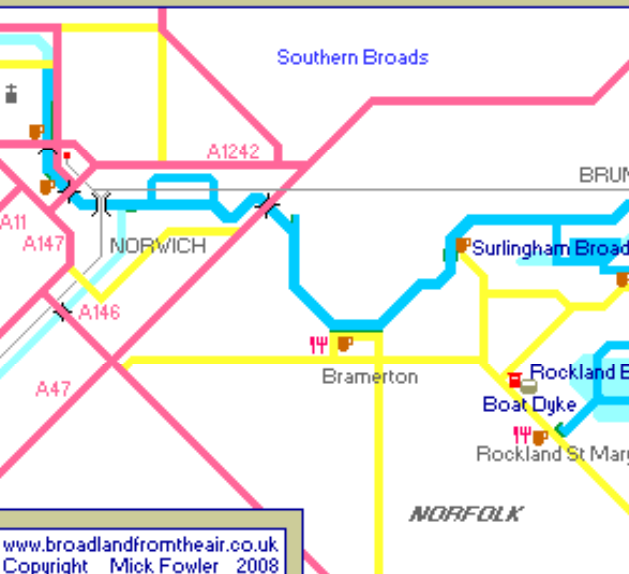 Southern Broads
A1242
BRUN
A11
A147
NORWICH
Surlingham Broad
A146
Bramerton
Rockland B
A47
Boat Dyke
Rockland St Mary
NORFOLK
www.broadlandfromtheair.co.uk
Copyright Mick Fowler 2008